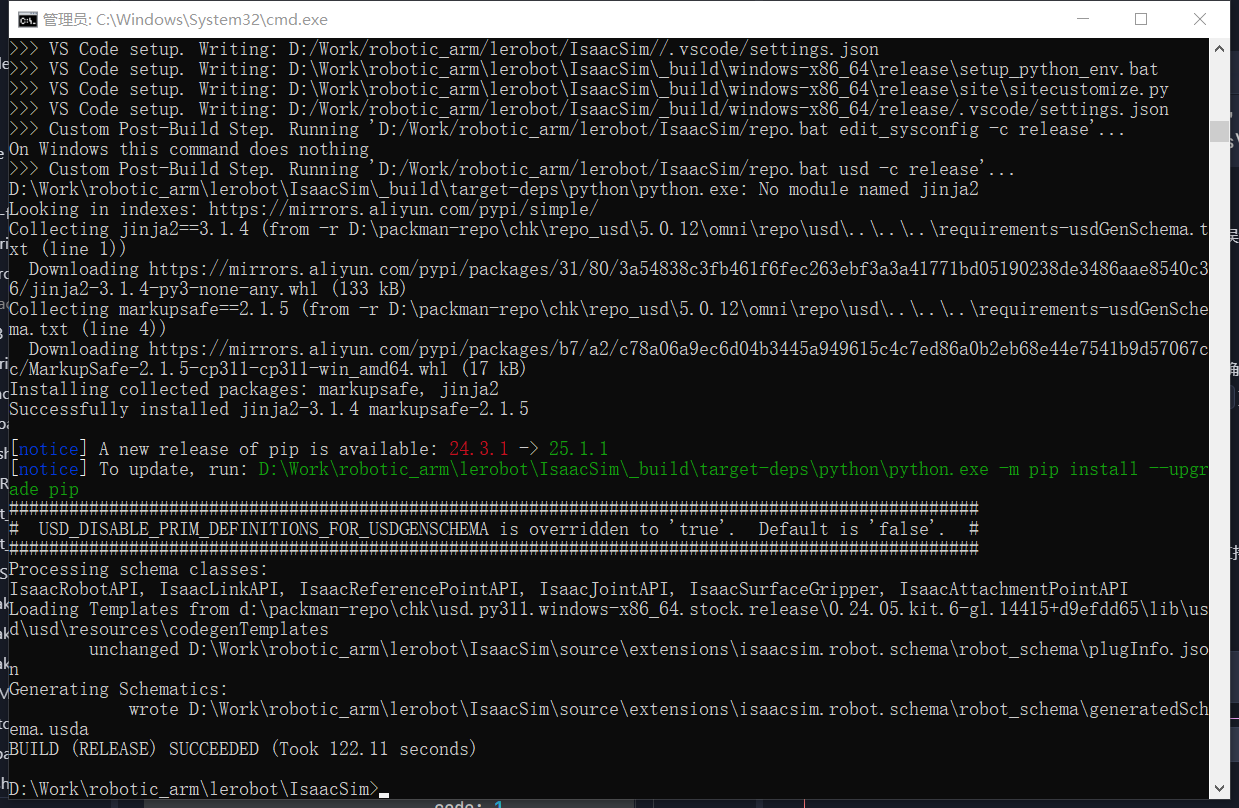 管理员: C:\Windows\System32\cmd.exe
>>> VS Code setup. Writing: D:/Work/robotic_arm/lerobot/IsaacSim//.vscode/settings.json
>>> VS Code setup. Writing: D:\Work\robotic_arm\lerobot\IsaacSim\_build\windows-x86_64\release\setup_python_env.bat
>>> VS Code setup. Writing: D:\Work\robotic_arm\lerobot\IsaacSim\_build\windows-x86_64\release\site\sitecustomize.py
>>> VS Code setup. Writing: D:/Work/robotic_arm/lerobot/IsaacSim/_build/windows-x86_64/release/.vscode/settings.json
>>> Custom Post-Build Step. Running 'D:/Work/robotic_arm/lerobot/IsaacSim/repo.bat edit_sysconfig -c release'...
On Windows this command does nothing
>>> Custom Post-Build Step. Running 'D:/Work/robotic_arm/lerobot/IsaacSim/repo.bat usd -c release'...
D:\Work\robotic_arm\lerobot\IsaacSim\_build\target-deps\python\python.exe: No module named jinja2
Looking in indexes: https://mirrors.aliyun.com/pypi/simple/
Collecting jinja2==3.1.4 (from -r D:\packman-repo\chk\repo_usd\5.0.12\omni\repo\usd\..\..\..\requirements-usdGenSchema.t
xt (line 1))
  Downloading https://mirrors.aliyun.com/pypi/packages/31/80/3a54838c3fb461f6fec263ebf3a3a41771bd05190238de3486aae8540c3
6/jinja2-3.1.4-py3-none-any.whl (133 kB)
Collecting markupsafe==2.1.5 (from -r D:\packman-repo\chk\repo_usd\5.0.12\omni\repo\usd\..\..\..\requirements-usdGenSche
ma.txt (line 4))
  Downloading https://mirrors.aliyun.com/pypi/packages/b7/a2/c78a06a9ec6d04b3445a949615c4c7ed86a0b2eb68e44e7541b9d57067c
c/MarkupSafe-2.1.5-cp311-cp311-win_amd64.whl (17 kB)
Installing collected packages: markupsafe, jinja2
Successfully installed jinja2-3.1.4 markupsafe-2.1.5
[notice] A new release of pip is available: 24.3.1 -> 25.1.1
[notice] To update, run: D:\Work\robotic_arm\lerobot\IsaacSim\_build\target-deps\python\python.exe -m pip install --upgr
ade pip
#################################################################################################
#  USD_DISABLE_PRIM_DEFINITIONS_FOR_USDGENSCHEMA is overridden to 'true'.  Default is 'false'.  #
#################################################################################################
Processing schema classes:
IsaacRobotAPI, IsaacLinkAPI, IsaacReferencePointAPI, IsaacJointAPI, IsaacSurfaceGripper, IsaacAttachmentPointAPI
Loading Templates from d:\packman-repo\chk\usd.py311.windows-x86_64.stock.release\0.24.05.kit.6-gl.14415+d9efdd65\lib\us
d\usd\resources\codegenTemplates
        unchanged D:\Work\robotic_arm\lerobot\IsaacSim\source\extensions\isaacsim.robot.schema\robot_schema\plugInfo.jso
n
Generating Schematics:
            wrote D:\Work\robotic_arm\lerobot\IsaacSim\source\extensions\isaacsim.robot.schema\robot_schema\generatedSch
ema.usda
BUILD (RELEASE) SUCCEEDED (Took 122.11 seconds)
D:\Work\robotic_arm\lerobot\IsaacSim>